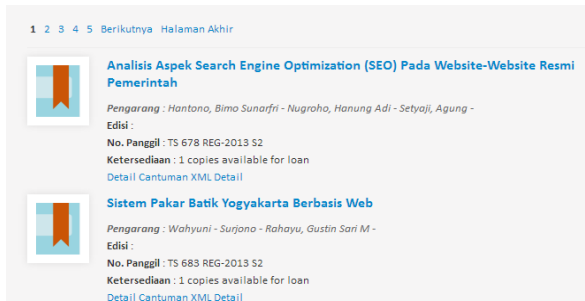 1 2 3 4 5 Berikutnya Halaman Akhir
Analisis Aspek Search Engine Optimization (SEO) Pada Website-Website Resmi
Pemerintah
Pengarang : Hantono, Bimo Sunarfri - Nugroho, Hanung Adi - Setyaji, Agung -
Edisi :
No. Panggil : TS 678 REG-2013 S2
Ketersediaan : 1 copies available for loan
Detail Cantuman XML Detail
Sistem Pakar Batik Yogyakarta Berbasis Web
Pengarang : Wahyuni - Surjono - Rahayu, Gustin Sari M -
Edisi :
No. Panggil : TS 683 REG-2013 S2
Ketersediaan : 1 copies available for loan
Detail Cantuman XML Detail